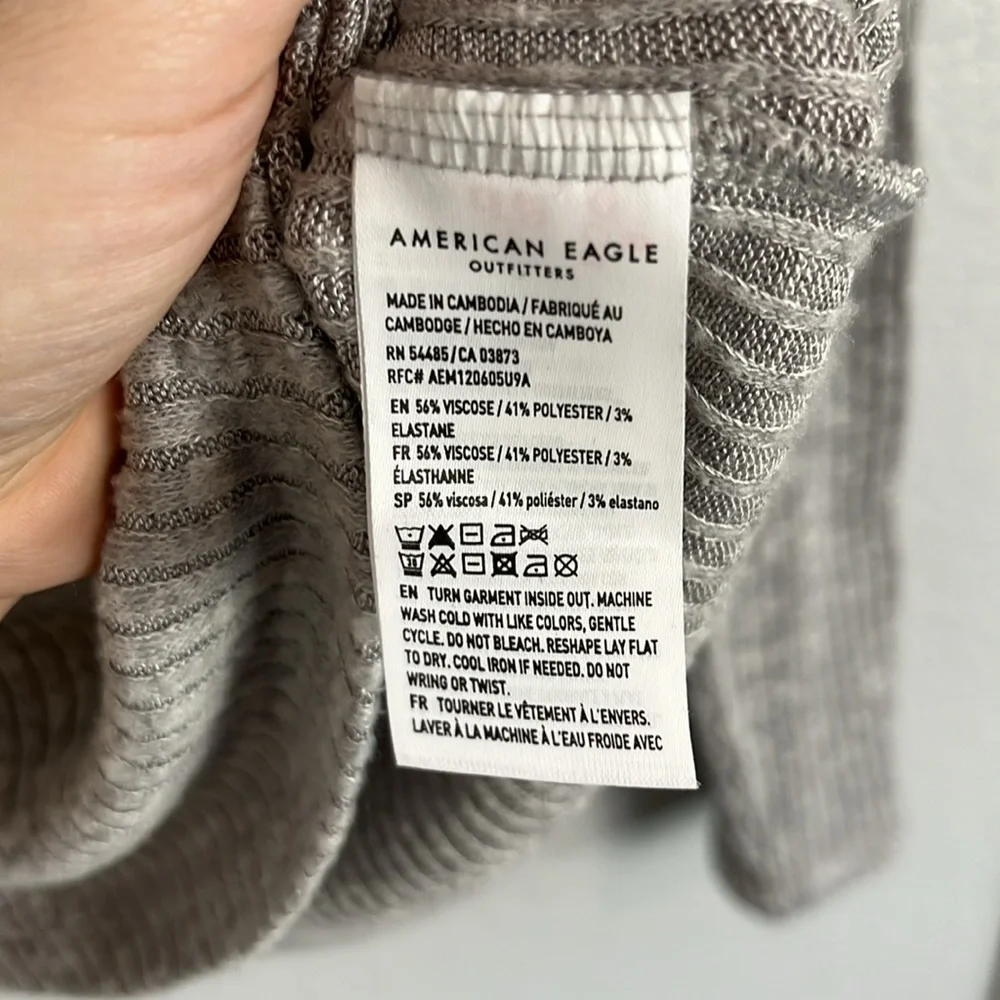 AMERICAN EAGLE
OUTFITTERS
MADE IN CAMBODIA / FABRIQUÉ AU
CAMBODGE / HECHO EN CAMBOYA
RN 54485/CA 03873
RFC# AEM120605U9A
EN 56% VISCOSE / 41% POLYESTER / 3%
ELASTANE
FR 56% VISCOSE / 41% POLYESTER / 3%
ÉLASTHANNE
SP 56% viscosa / 41% poliéster / 3% elastano
30
EN TURN GARMENT INSIDE OUT. MACHINE
WASH COLD WITH LIKE COLORS, GENTLE
CYCLE. DO NOT BLEACH. RESHAPE LAY FLAT
TO DRY. COOL IRON IF NEEDED. DO NOT
WRING OR TWIST.
FR TOURNER LE VÊTEMENT À L'ENVERS.
LAVER À LA MACHINE À L'EAU FROIDE AVEC